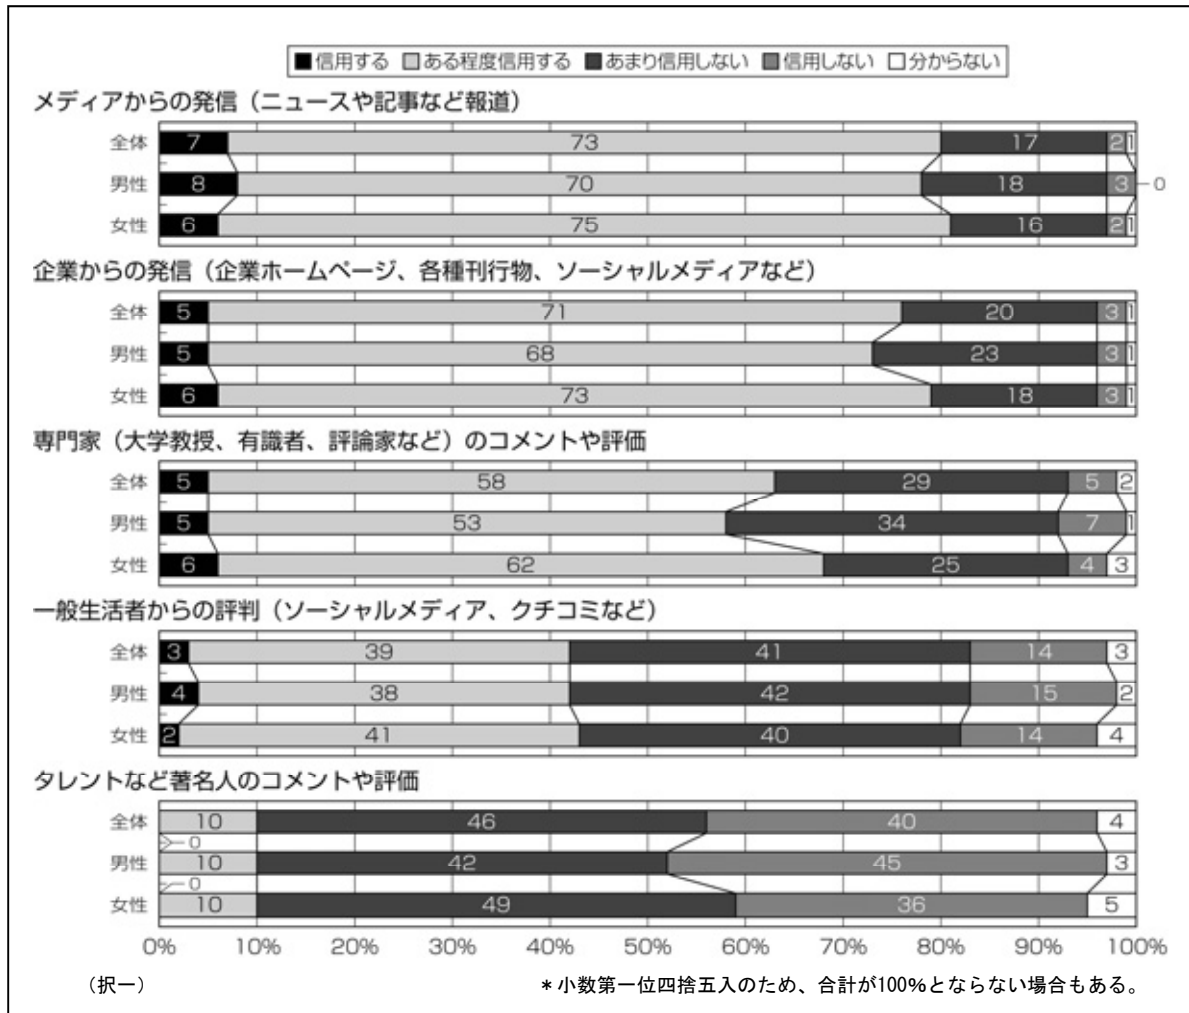 ■信用する □ある程度信用する ■あまり信用しない ■信用しない □分からない
メディアからの発信（ニュースや記事など報道）
全体 7 73 17 2 1
男性 8 70 18 3 0
女性 6 75 16 2 1
企業からの発信（企業ホームページ、各種刊行物、ソーシャルメディアなど）
全体 5 71 20 3 1
男性 5 68 23 3 1
女性 6 73 18 3 1
専門家（大学教授、有識者、評論家など）のコメントや評価
全体 5 58 29 5 2
男性 5 53 34 7 1
女性 6 62 25 4 3
一般生活者からの評判（ソーシャルメディア、クチコミなど）
全体 3 39 41 14 3
男性 4 38 42 15 2
女性 2 41 40 14 4
タレントなど著名人のコメントや評価
全体 10 46 40 4
0
男性 10 42 45 3
0
女性 10 49 36 5
0% 10% 20% 30% 40% 50% 60% 70% 80% 90% 100%
（択一） ＊小数第一位四捨五入のため、合計が100%とならない場合もある。